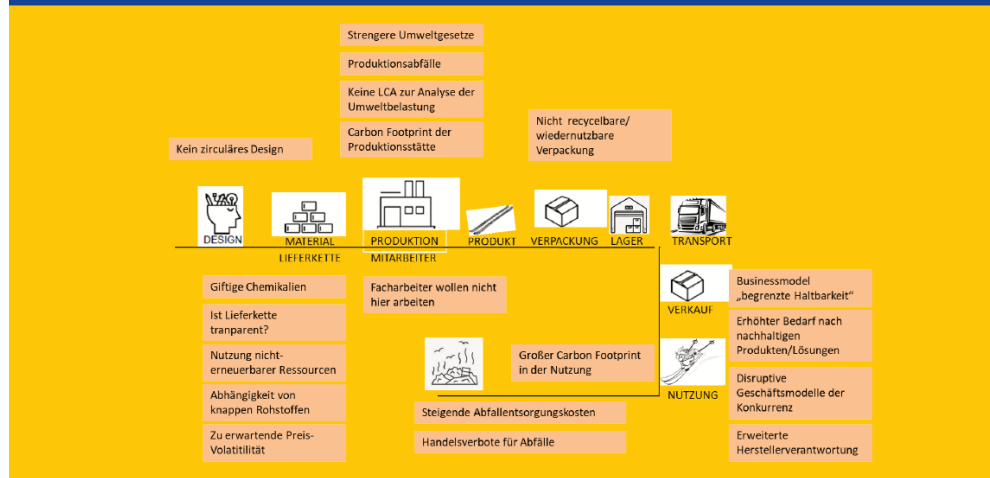 Strengere Umweltgesetze
Produktionsabfälle
Keine LCA zur Analyse der
Umweltbelastung
Carbon Footprint der
Produktionsstätte
Nicht recycelbare/
wiedernutzbare
Verpackung
Kein zirculäres Design
DESIGN
MATERIAL
PRODUKTION
PRODUKT
VERPACKUNG
LAGER
TRANSPORT
LIEFERKETTE
MITARBEITER
Giftige Chemikalien
Ist Lieferkette
tranparent?
Nutzung nicht-
erneuerbarer Ressourcen
Abhängigkeit von
knappen Rohstoffen
Zu erwartende Preis-
Volatitilität
Facharbeiter wollen nicht
hier arbeiten
VERKAUF
Businessmodel
„begrenzte Haltbarkeit“
Erhöhter Bedarf nach
nachhaltigen
Produkten/Lösungen
Großer Carbon Footprint
in der Nutzung
NUTZUNG
Disruptive
Geschäftsmodelle der
Konkurrenz
Erweiterte
Herstellerverantwortung
Steigende Abfallentsorgungskosten
Handelsverbote für Abfälle